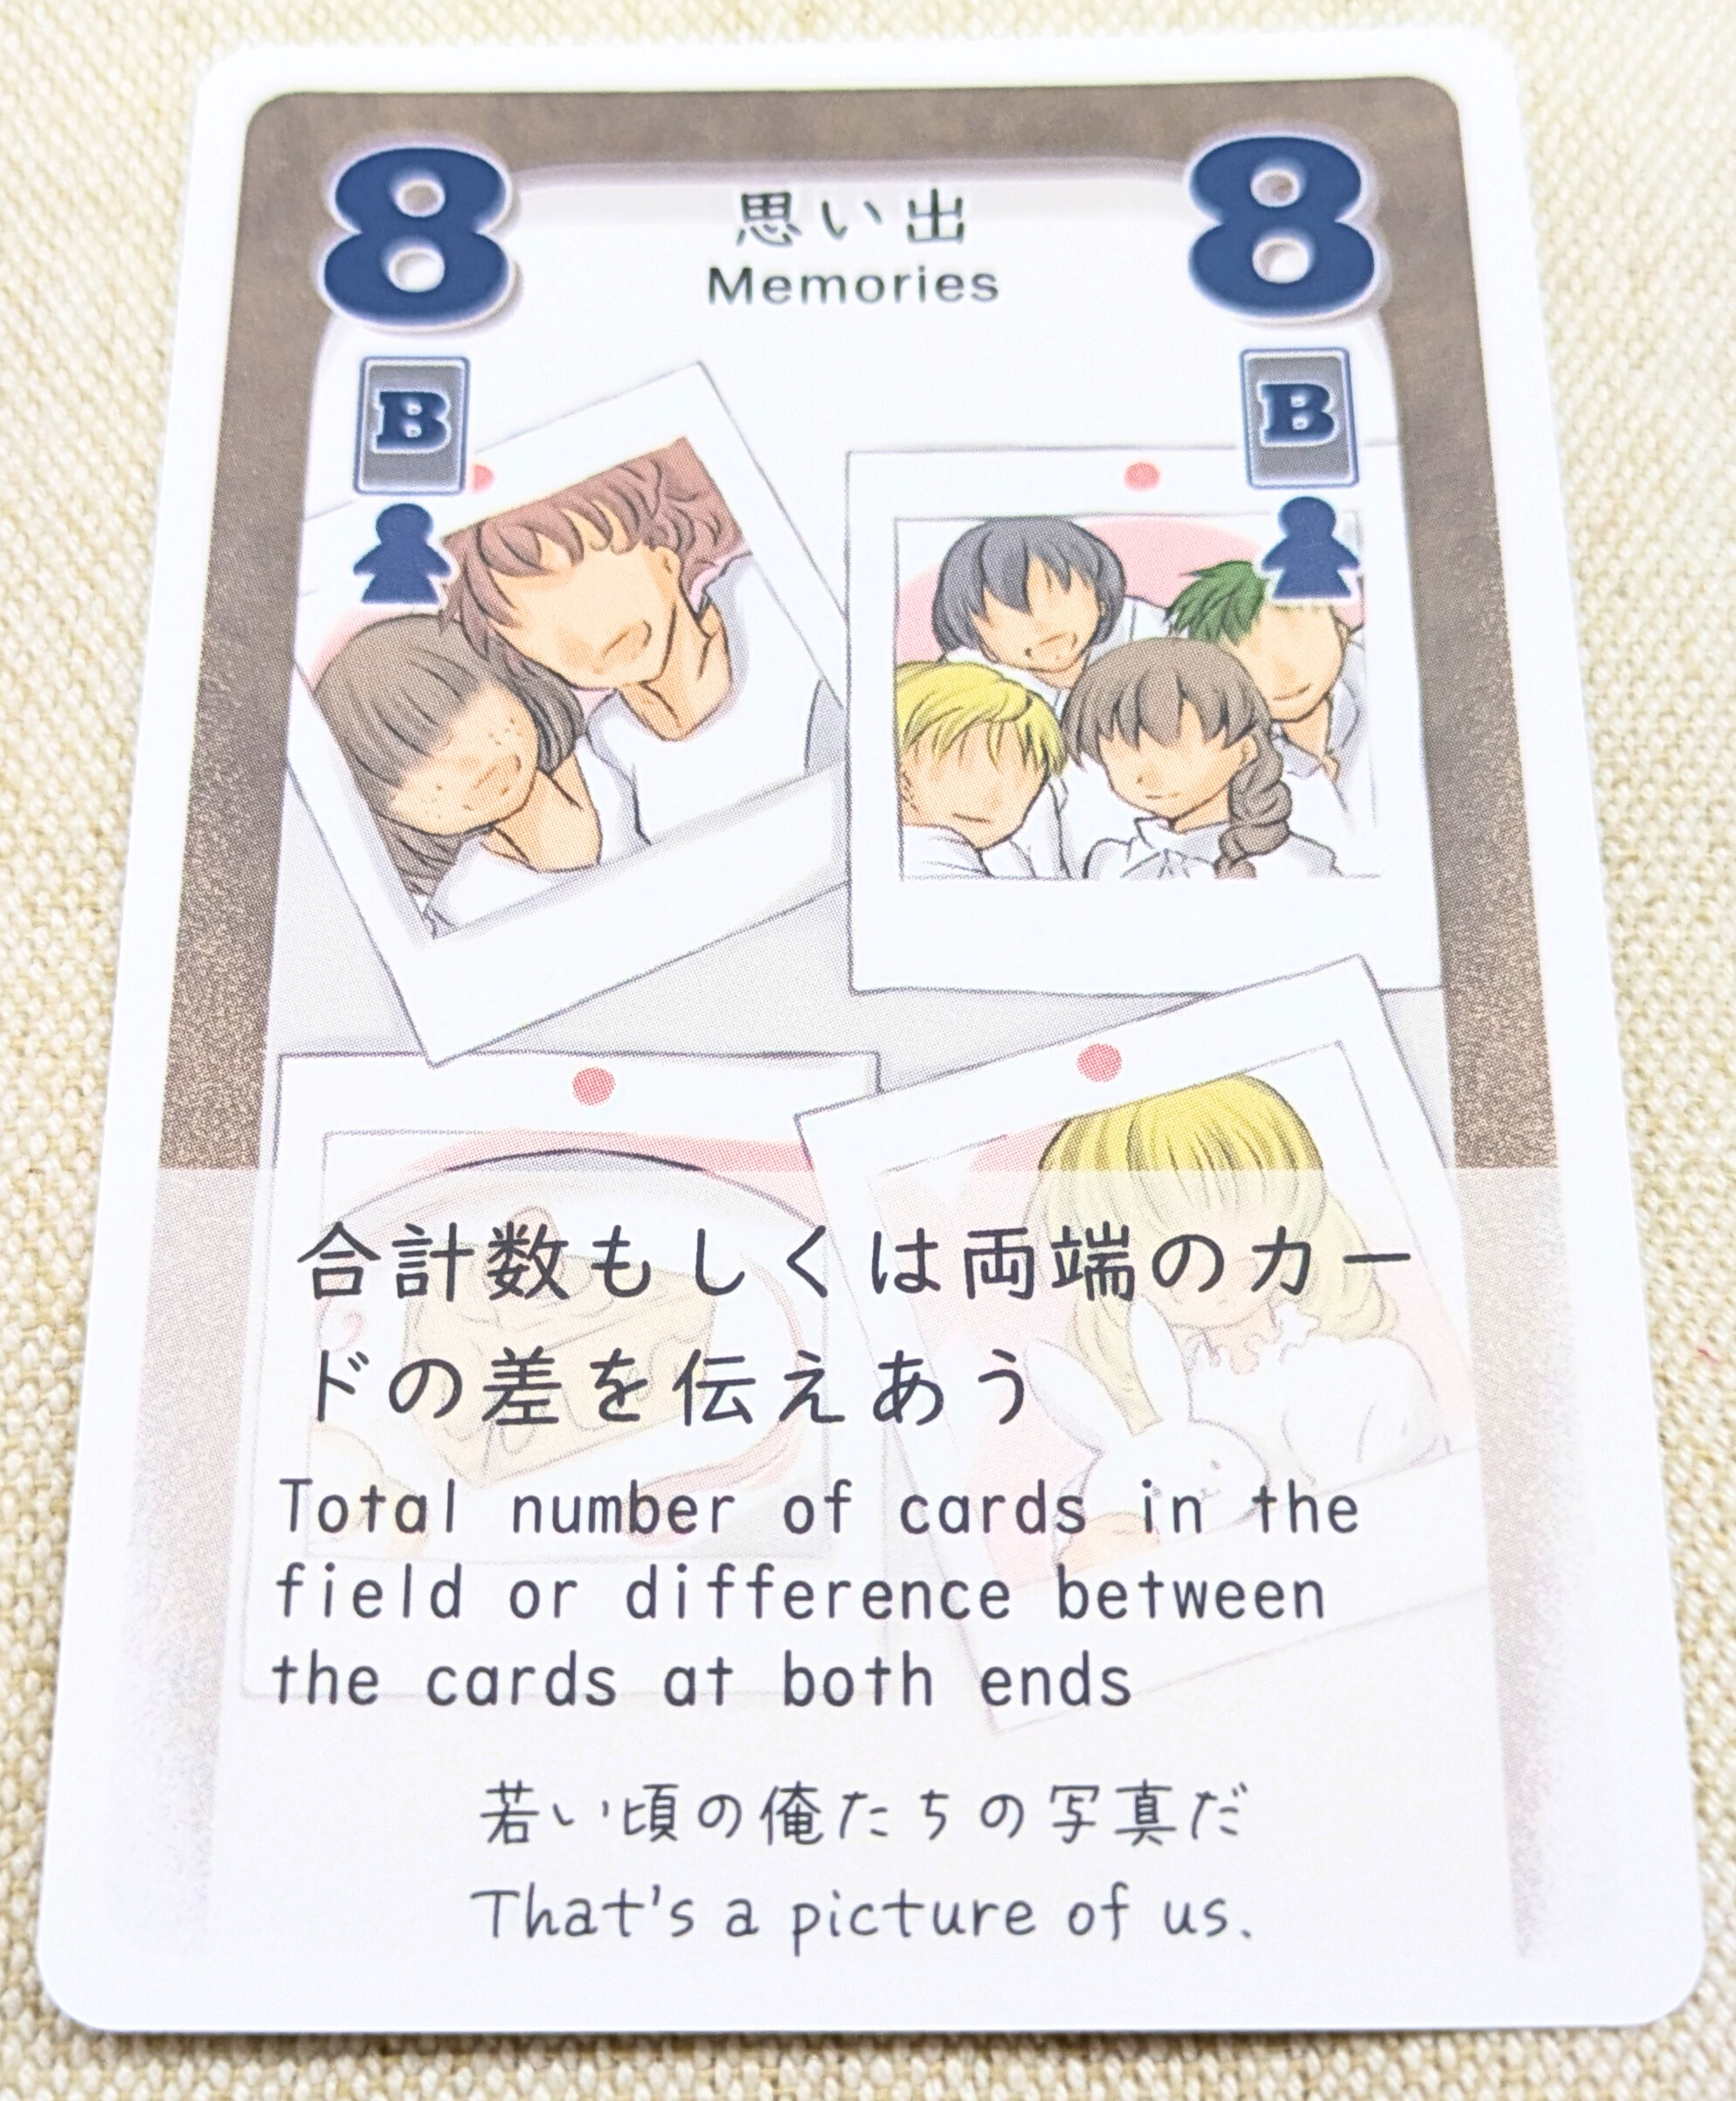 8 思い出 8
Memories
B B
合計数もしくは両端のカー
ドの差を伝えあう
Total number of cards in the
field or difference between
the cards at both ends
若い頃の俺たちの写真だ
That's a picture of us.